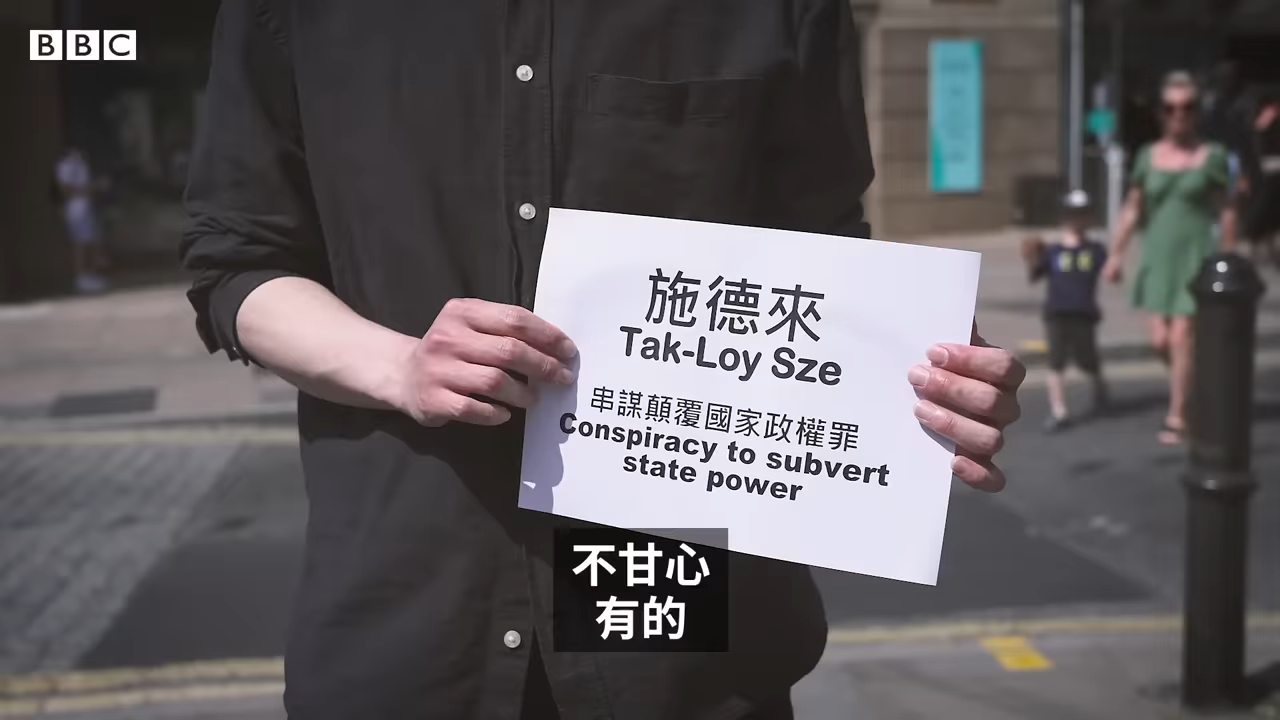 BBC
施德來
Tak-Loy Sze
串謀顛覆國家政權罪
Conspiracy to subvert
state power
不甘心
有的